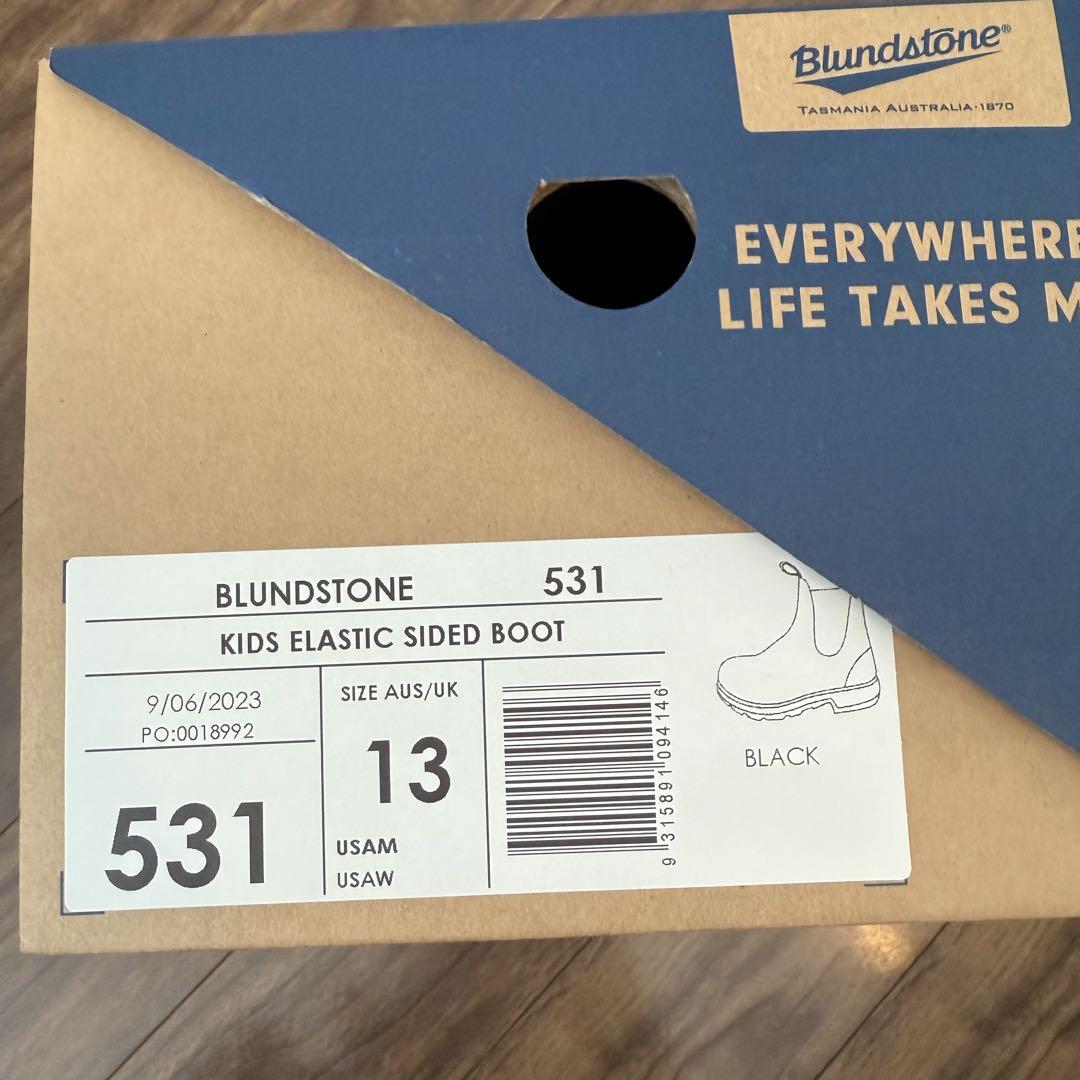 Blundstone®
TASMANIA AUSTRALIA·1870
EVERYWHERE
LIFE TAKES M
BLUNDSTONE 531
KIDS ELASTIC SIDED BOOT
9/06/2023
PO:0018992
531
SIZE AUS/UK
13
USAM
USAW
9 315891 094146
BLACK